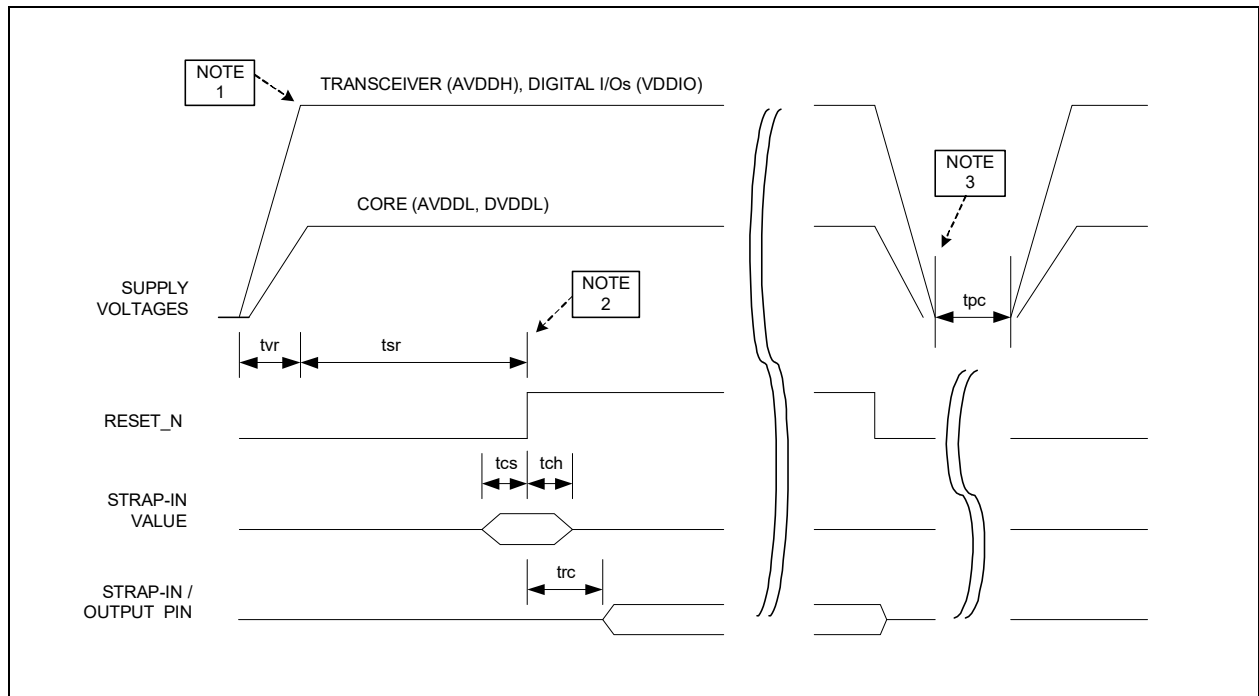 NOTE
1
TRANSCEIVER (AVDDH), DIGITAL I/Os (VDDIO)
NOTE
3
CORE (AVDDL, DVDDL)
SUPPLY
VOLTAGES
NOTE
2
tpc
tvr
tsr
RESET_N
tcs
tch
STRAP-IN
VALUE
trc
STRAP-IN /
OUTPUT PIN